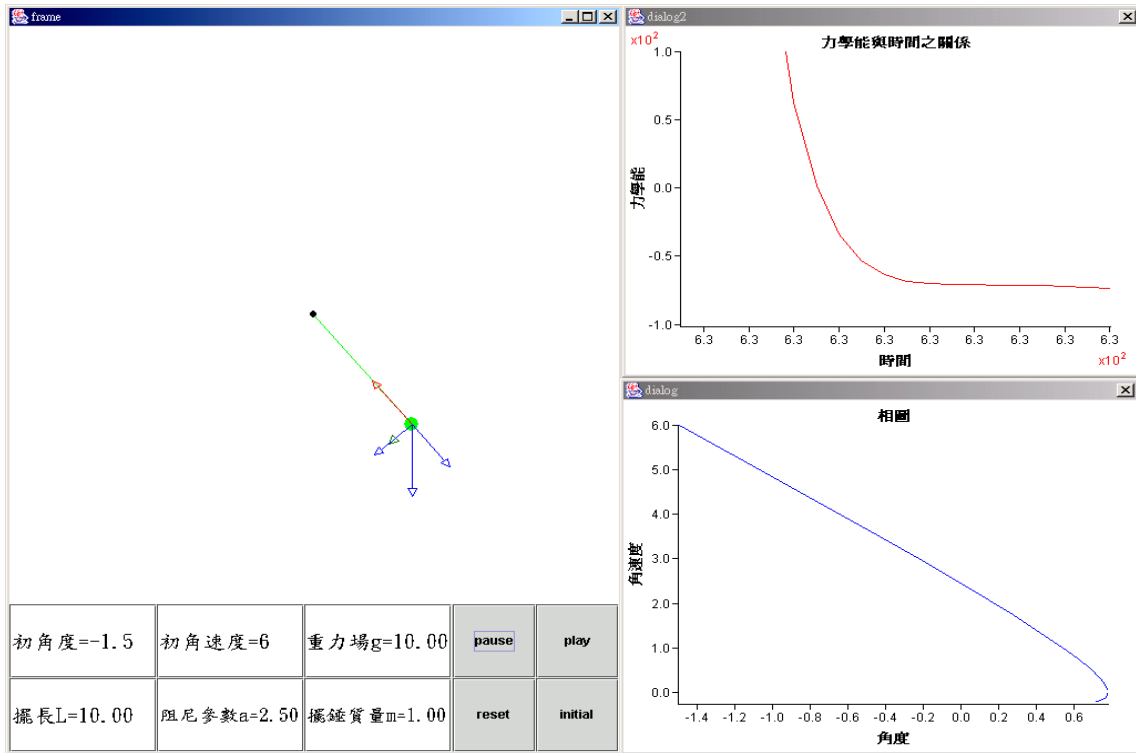 frame
初角度=-1.5
初角速度=6
重力場g=10.00
pause
play
擺長L=10.00
阻尼參數a=2.50
擺錘質量m=1.00
reset
initial
dialog2
力學能與時間之關係
x10²
1.0
0.5
0.0
-0.5
-1.0
力學能
6.3 6.3 6.3 6.3 6.3 6.3 6.3 6.3 6.3 6.3
時間
x10²
dialog
相圖
6.0
5.0
4.0
3.0
2.0
1.0
0.0
角速度
-1.4 -1.2 -1.0 -0.8 -0.6 -0.4 -0.2 0.0 0.2 0.4 0.6
角度